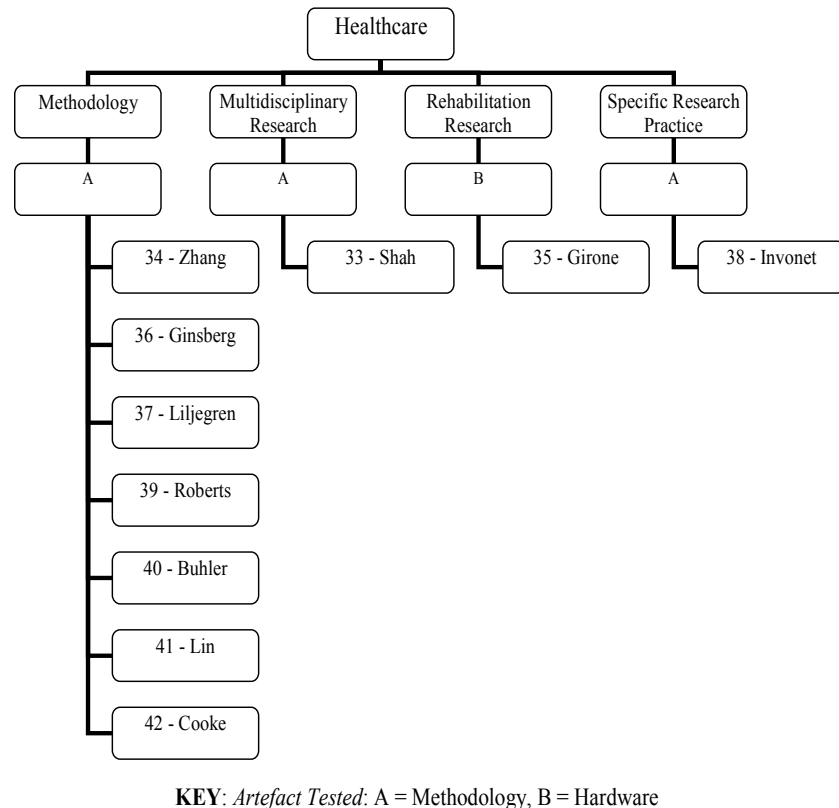 Healthcare
Methodology
Multidisciplinary
Research
Rehabilitation
Research
Specific Research
Practice
A
A
B
A
34 - Zhang
33 - Shah
35 - Girone
38 - Invonet
36 - Ginsberg
37 - Liljegren
39 - Roberts
40 - Buhler
41 - Lin
42 - Cooke
KEY: Artefact Tested: A = Methodology, B = Hardware